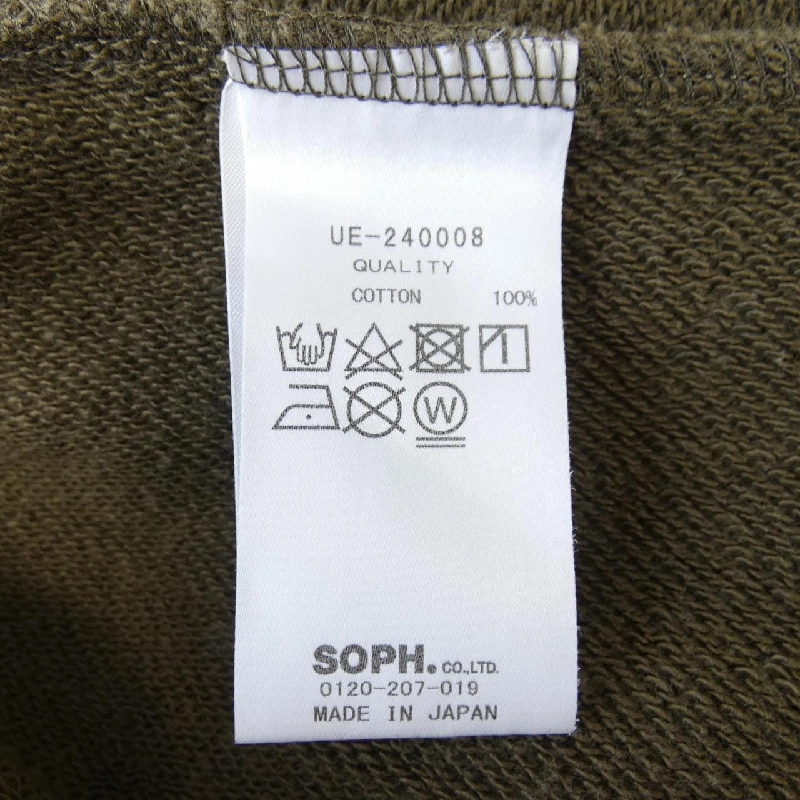 UE-240008
QUALITY
COTTON 100%
W
SOPH. CO.,LTD.
0120-207-019
MADE IN JAPAN